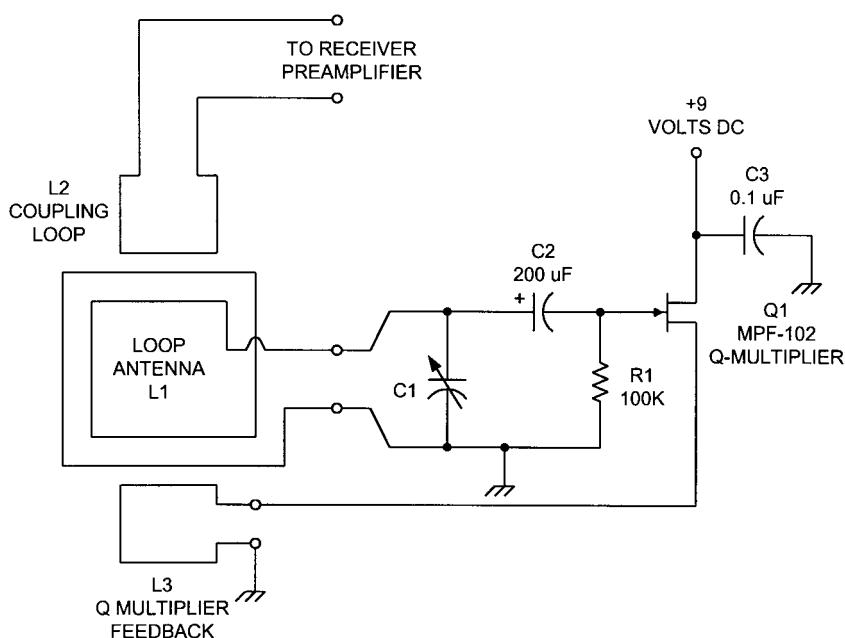 TO RECEIVER
PREAMPLIFIER
+9
VOLTS DC
L2
COUPLING
LOOP
C3
0.1 uF
C2
200 uF
+
LOOP
ANTENNA
L1
C1
R1
100K
Q1
MPF-102
Q-MULTIPLIER
L3
Q MULTIPLIER
FEEDBACK